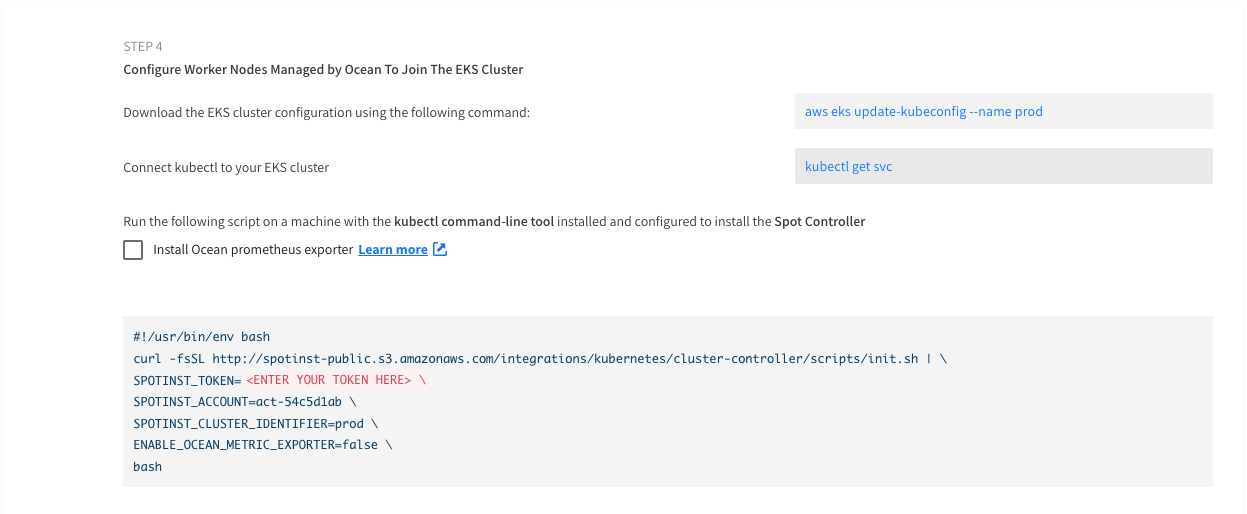 STEP 4
Configure Worker Nodes Managed by Ocean To Join The EKS Cluster
Download the EKS cluster configuration using the following command:
aws eks update-kubeconfig --name prod
Connect kubectl to your EKS cluster
kubectl get svc
Run the following script on a machine with the kubectl command-line tool installed and configured to install the Spot Controller
Install Ocean prometheus exporter Learn more
#!/usr/bin/env bash
curl -fsSL http://spotinst-public.s3.amazonaws.com/integrations/kubernetes/cluster-controller/scripts/init.sh | \
SPOTINST_TOKEN= <ENTER YOUR TOKEN HERE> \
SPOTINST_ACCOUNT=act-54c5d1ab \
SPOTINST_CLUSTER_IDENTIFIER=prod \
ENABLE_OCEAN_METRIC_EXPORTER=false \
bash